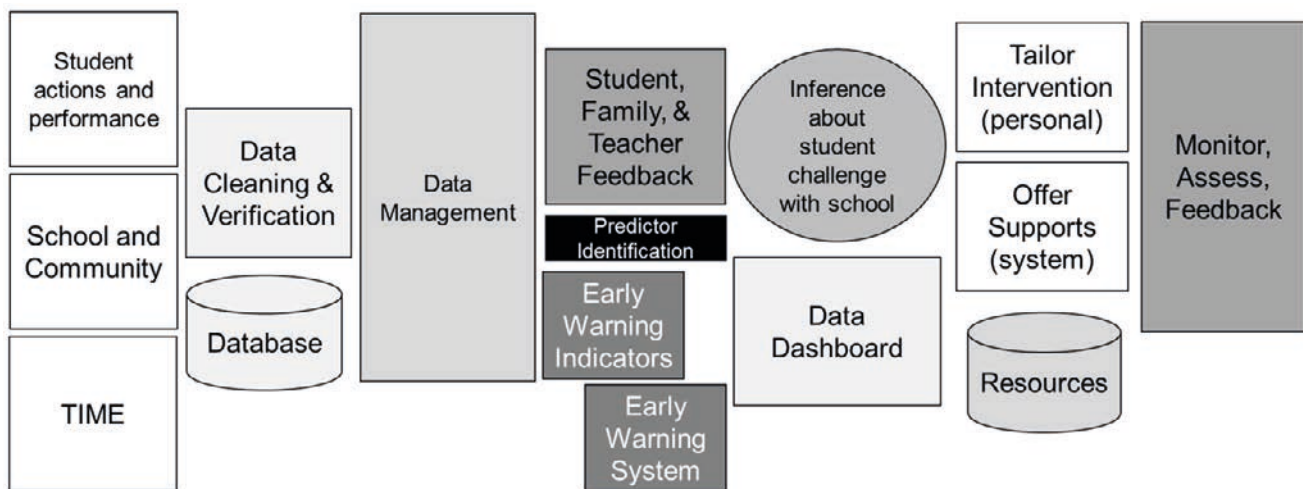 Student
actions and
performance
School and
Community
TIME
Data
Cleaning &
Verification
Database
Data
Management
Student,
Family, &
Teacher
Feedback
Predictor
Identification
Early
Warning
Indicators
Early
Warning
System
Inference
about
student
challenge
with school
Data
Dashboard
Tailor
Intervention
(personal)
Offer
Supports
(system)
Resources
Monitor,
Assess,
Feedback